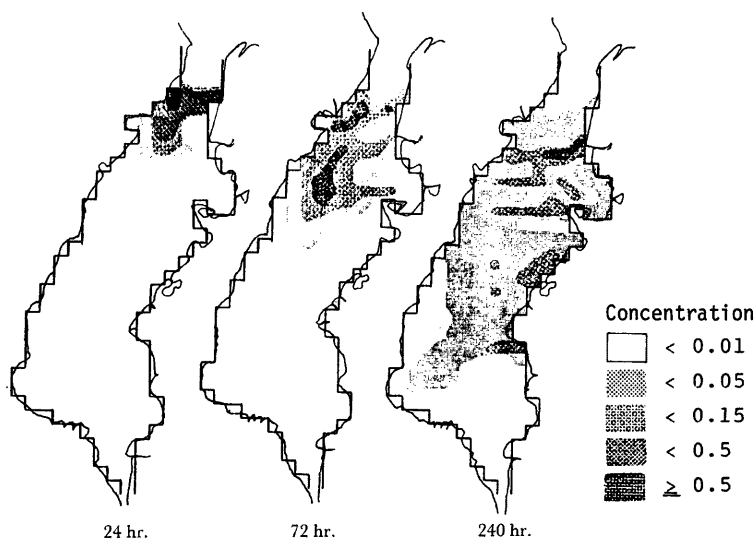 Concentration
< 0.01
< 0.05
< 0.15
< 0.5
≥ 0.5
24 hr.
72 hr.
240 hr.